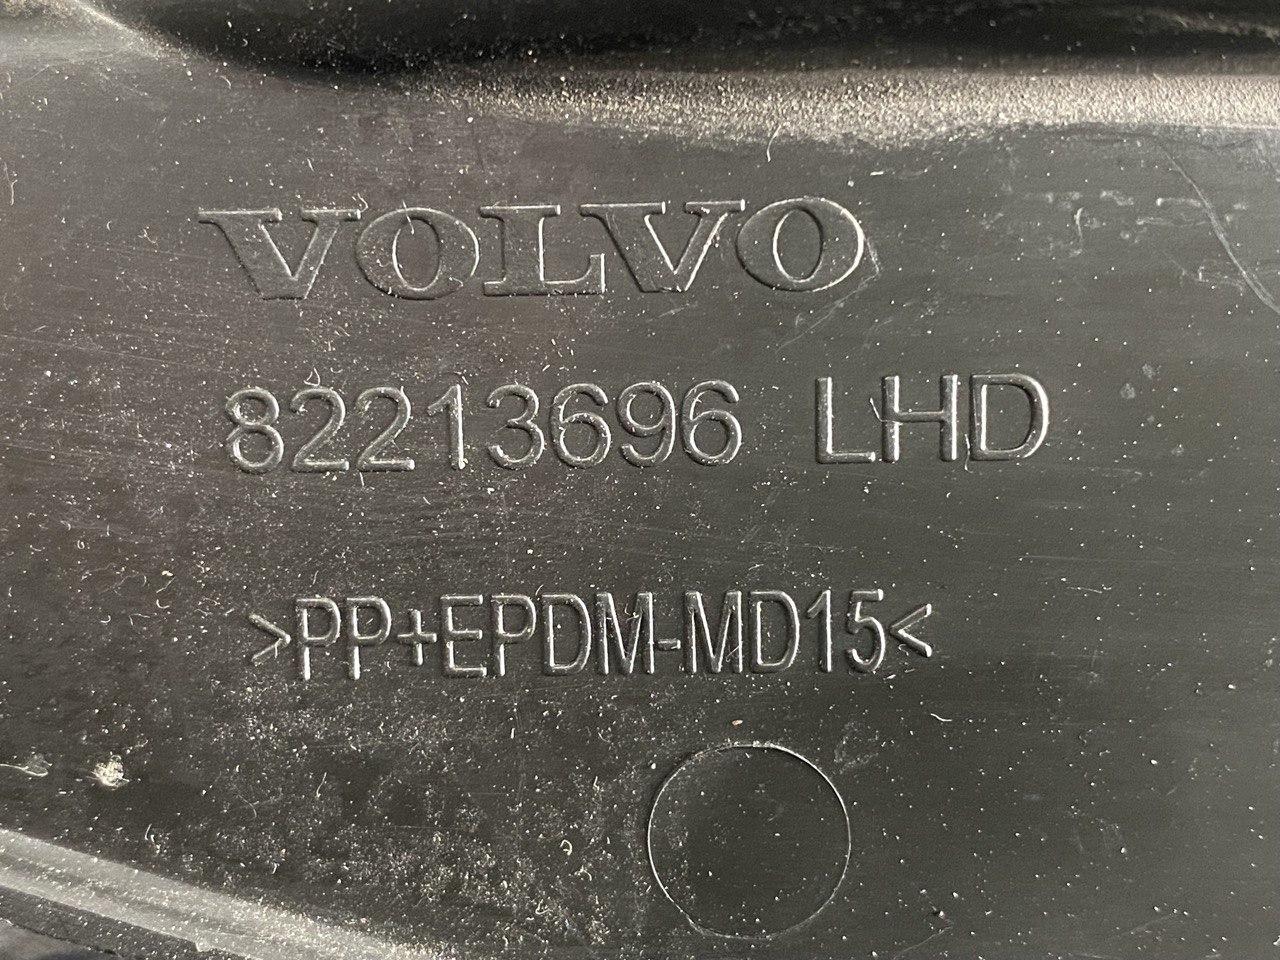 VOLVO
82213696 LHD
>PP+EPDM-MD15<